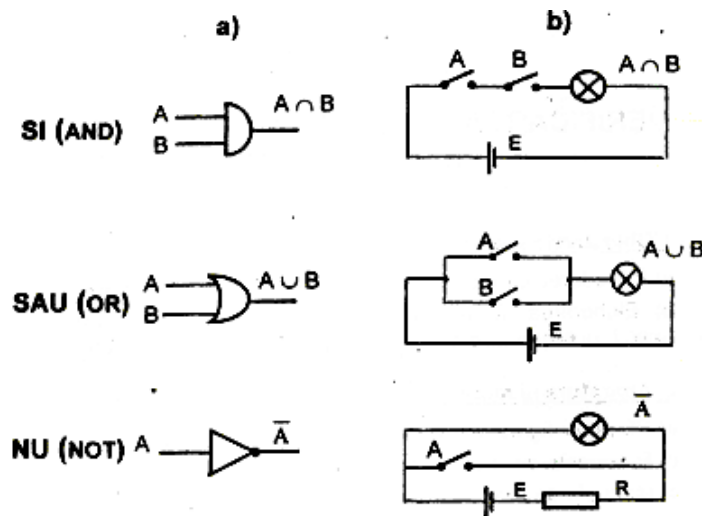 a)
b)
SI (AND)
A
B
A ∩ B
A
B
A ∩ B
E
SAU (OR)
A
B
A ∪ B
A
B
A ∪ B
E
NU (NOT)
A
A̅
A
A̅
E
R